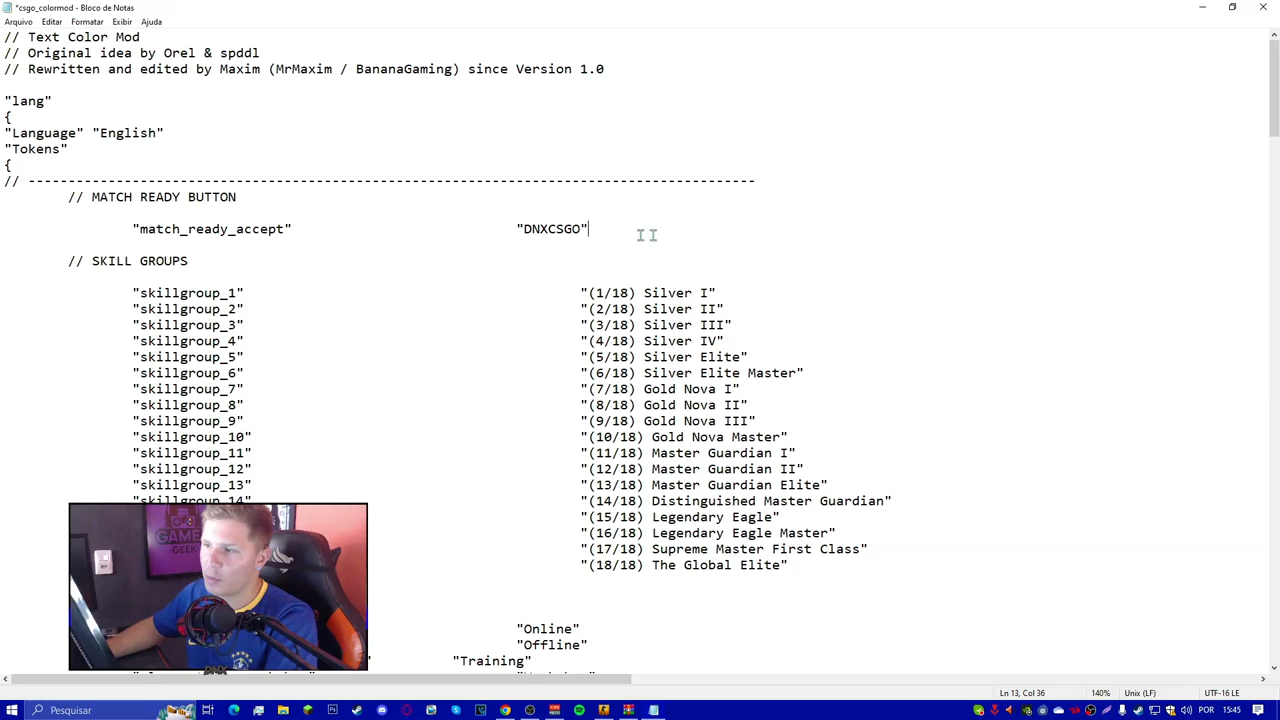 *csgo_colormod - Bloco de Notas
Arquivo Editar Formatar Exibir Ajuda
// Text Color Mod
// Original idea by Orel & spddl
// Rewritten and edited by Maxim (MrMaxim / BananaGaming) since Version 1.0
"lang"
{
"Language" "English"
"Tokens"
{
// -------------------------------------------------------------------------------------------
// MATCH READY BUTTON
"match_ready_accept" "DNXCSGO"
// SKILL GROUPS
"skillgroup_1" "(1/18) Silver I"
"skillgroup_2" "(2/18) Silver II"
"skillgroup_3" "(3/18) Silver III"
"skillgroup_4" "(4/18) Silver IV"
"skillgroup_5" "(5/18) Silver Elite"
"skillgroup_6" "(6/18) Silver Elite Master"
"skillgroup_7" "(7/18) Gold Nova I"
"skillgroup_8" "(8/18) Gold Nova II"
"skillgroup_9" "(9/18) Gold Nova III"
"skillgroup_10" "(10/18) Gold Nova Master"
"skillgroup_11" "(11/18) Master Guardian I"
"skillgroup_12" "(12/18) Master Guardian II"
"skillgroup_13" "(13/18) Master Guardian Elite"
"skillgroup_14" "(14/18) Distinguished Master Guardian"
"(15/18) Legendary Eagle"
"(16/18) Legendary Eagle Master"
"(17/18) Supreme Master First Class"
"(18/18) The Global Elite"
"Online"
"Offline"
"Training"
GEEK
Ln 13, Col 36 140% Unix (LF) UTF-16 LE
Pesquisar POR 15:45